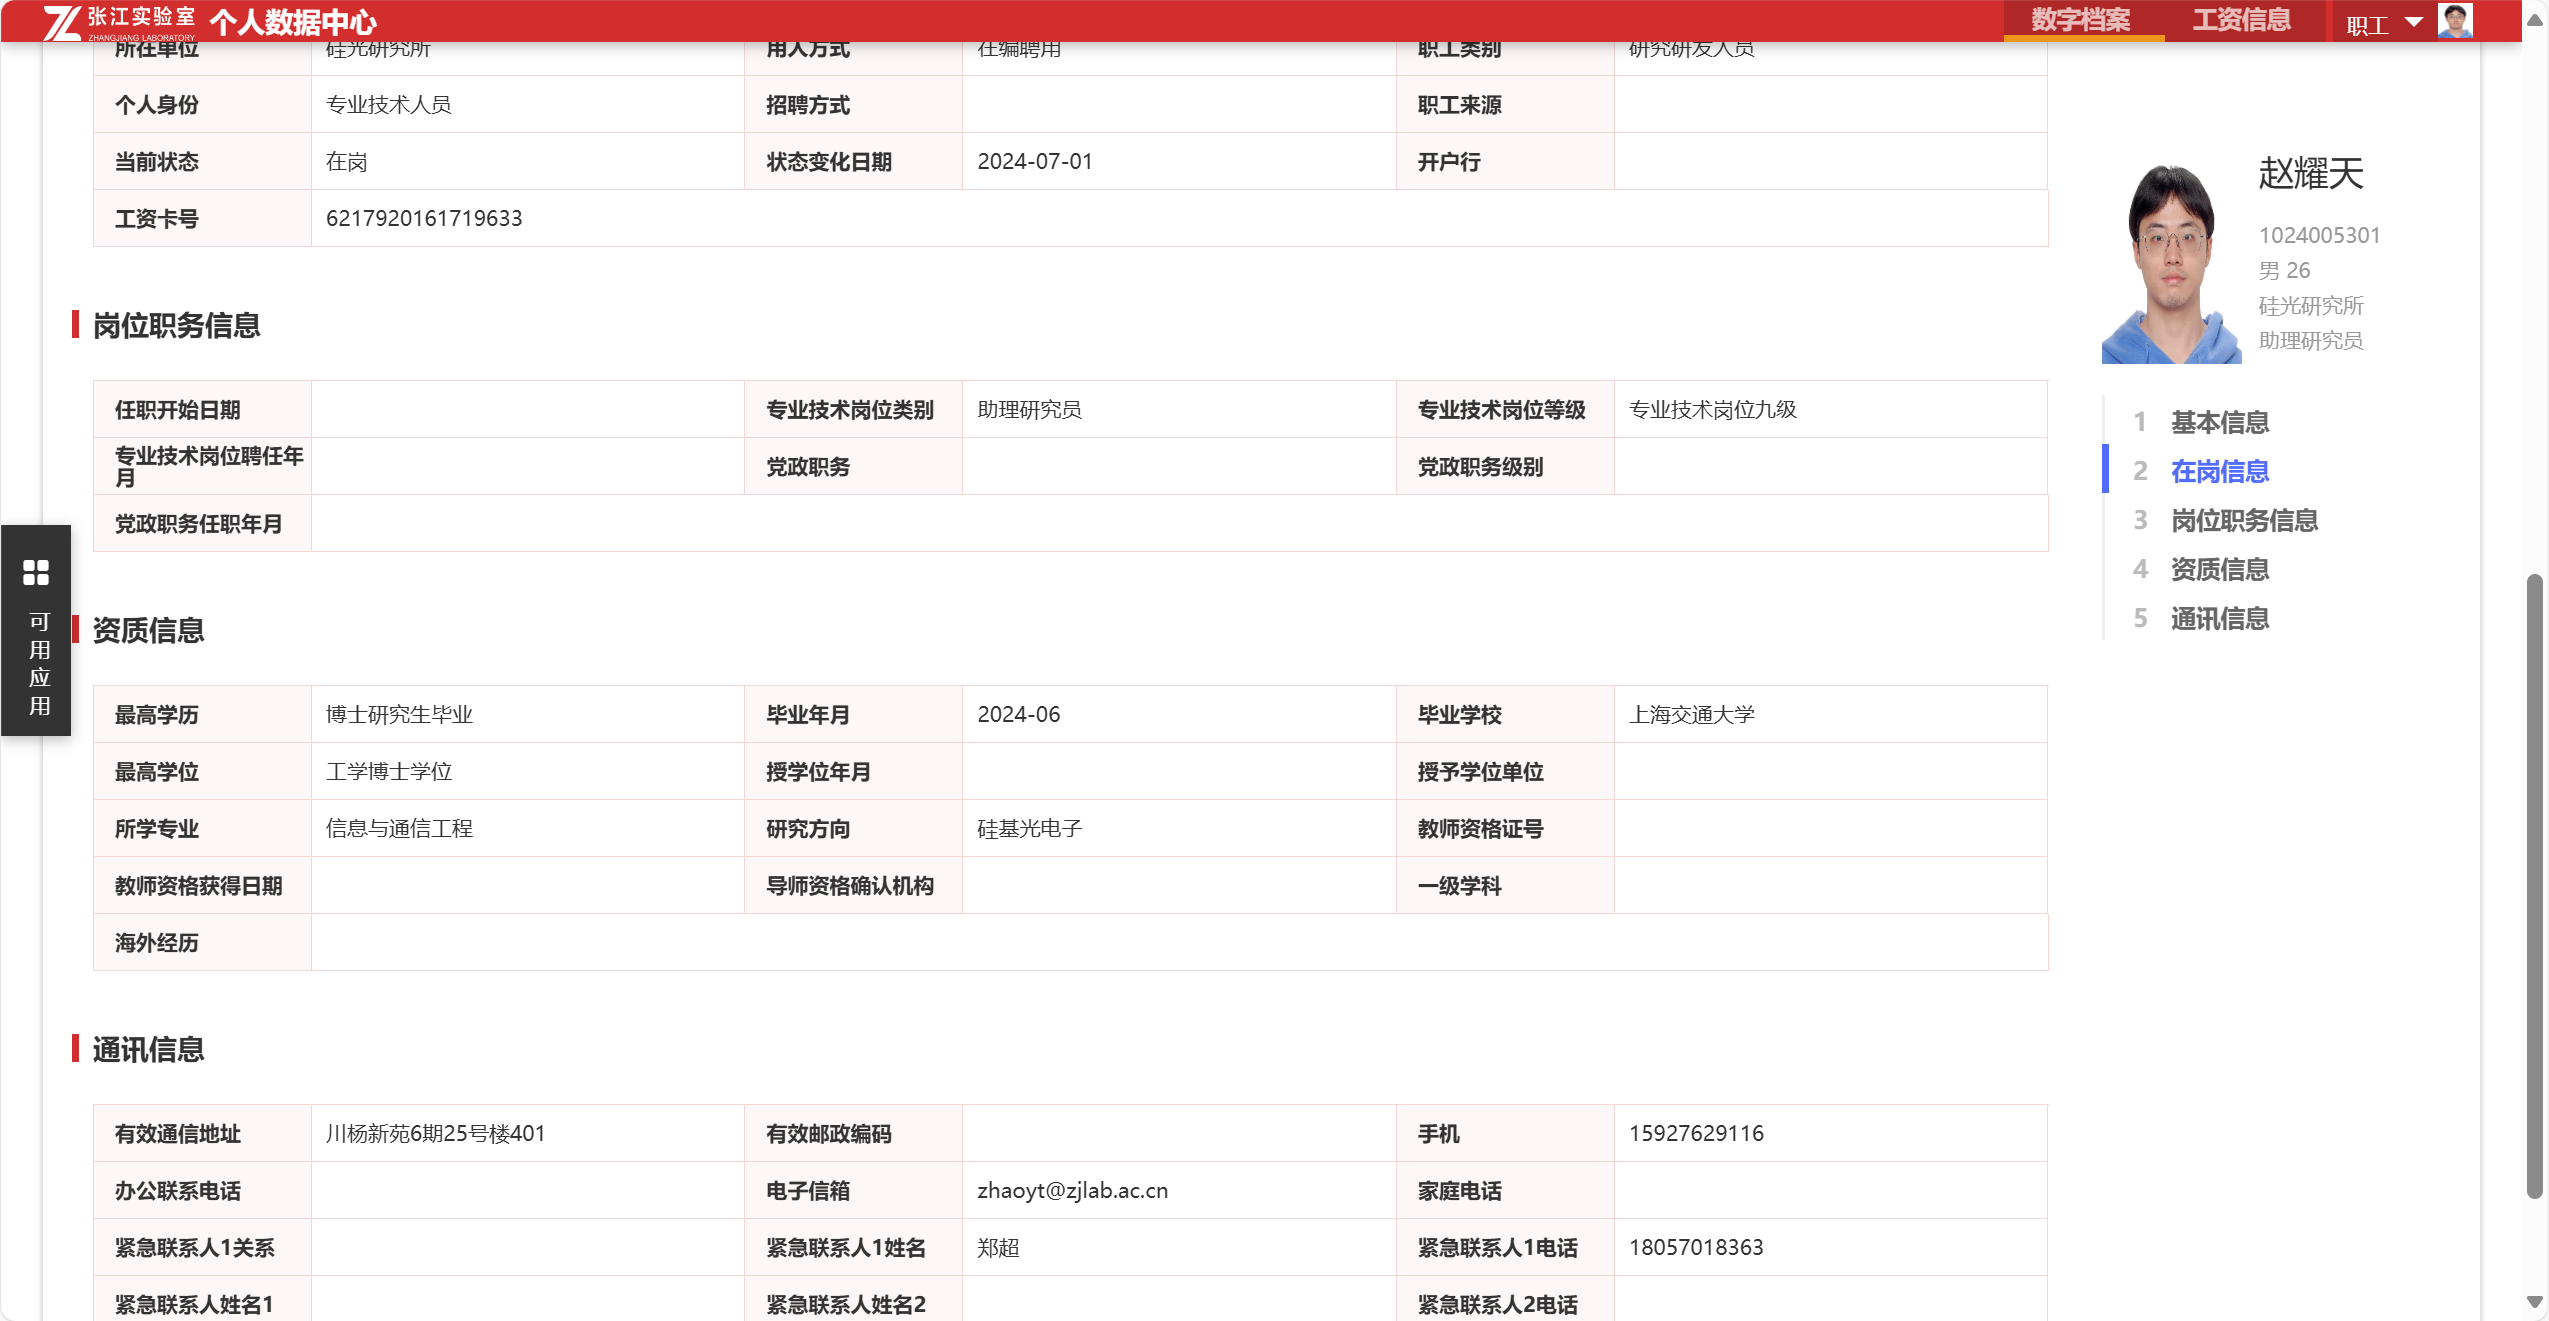 张江实验室
ZHANGJIANG LABORATORY
个人数据中心
数字档案
工资信息
职工
所在单位 硅光研究所 用人方式 在编聘用 职工类别 研究研发人员
个人身份 专业技术人员 招聘方式 职工来源
当前状态 在岗 状态变化日期 2024-07-01 开户行
工资卡号 6217920161719633
岗位职务信息
任职开始日期 专业技术岗位类别 助理研究员 专业技术岗位等级 专业技术岗位九级
专业技术岗位聘任年
月
党政职务 党政职务级别
党政职务任职年月
资质信息
最高学历 博士研究生毕业 毕业年月 2024-06 毕业学校 上海交通大学
最高学位 工学博士学位 授学位年月 授予学位单位
所学专业 信息与通信工程 研究方向 硅基光电子 教师资格证号
教师资格获得日期 导师资格确认机构 一级学科
海外经历
通讯信息
有效通信地址 川杨新苑6期25号楼401 有效邮政编码 手机 15927629116
办公联系电话 电子信箱 zhaoyt@zjlab.ac.cn 家庭电话
紧急联系人1关系 紧急联系人1姓名 郑超 紧急联系人1电话 18057018363
紧急联系人姓名1 紧急联系人姓名2 紧急联系人2电话
可用应用
赵耀天
1024005301
男 26
硅光研究所
助理研究员
1 基本信息
2 在岗信息
3 岗位职务信息
4 资质信息
5 通讯信息